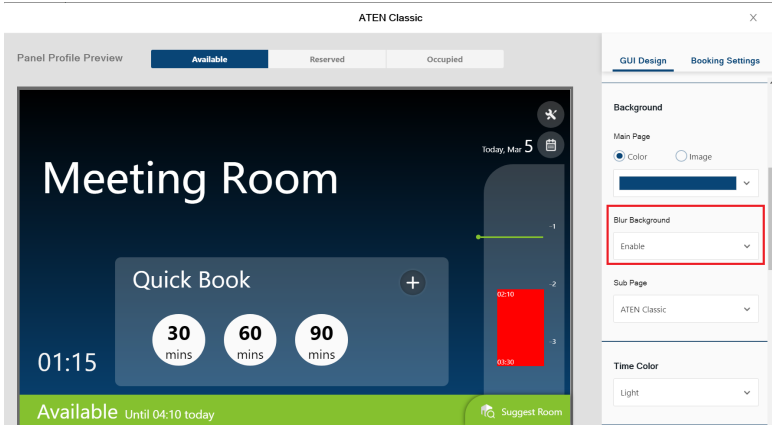 ATEN Classic
Panel Profile Preview
Available
Reserved
Occupied
GUI Design
Booking Settings
Today, Mar 5
Meeting Room
-1
-2
-3
02:10
03:30
Quick Book
30
mins
60
mins
90
mins
01:15
Available Until 04:10 today
Suggest Room
Background
Main Page
Color
Image
Blur Background
Enable
Sub Page
ATEN Classic
Time Color
Light